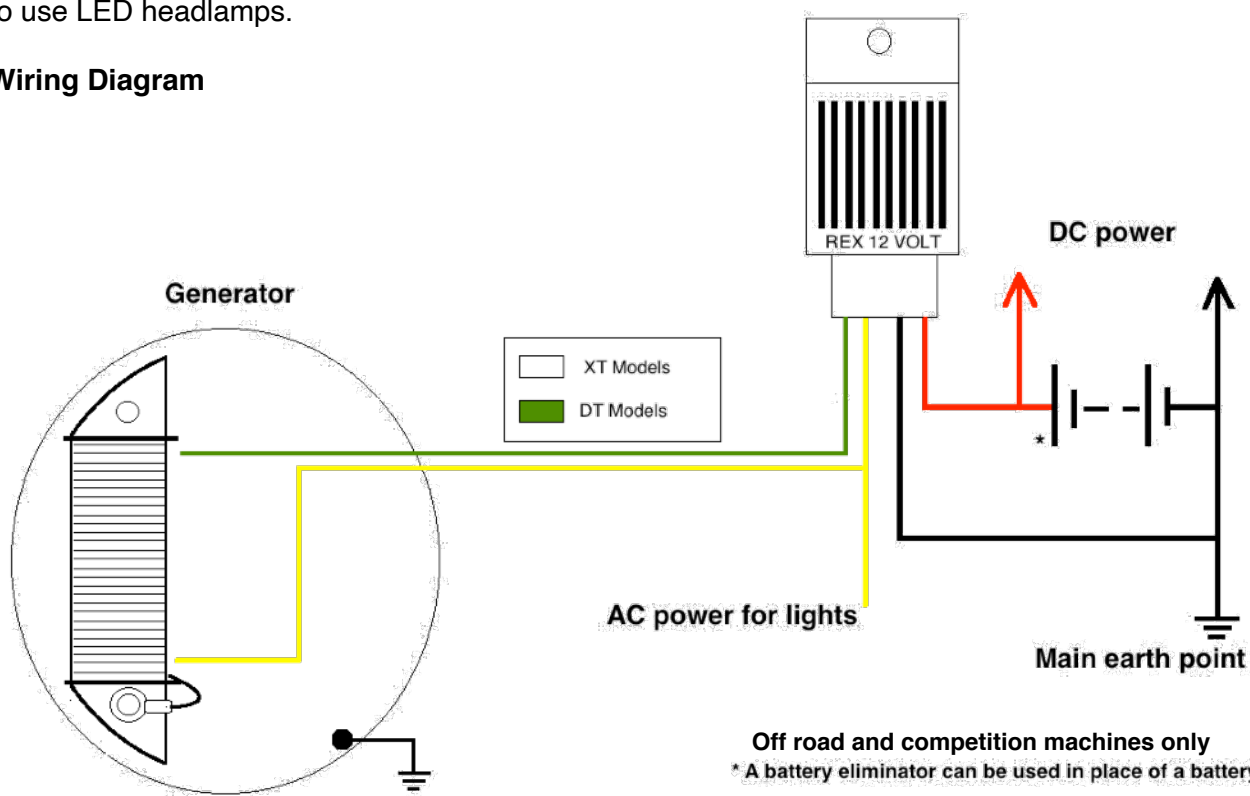 o use LED headlamps.
Wiring Diagram
REX 12 VOLT
DC power
Generator
XT Models
DT Models
AC power for lights
Main earth point
Off road and competition machines only
* A battery eliminator can be used in place of a battery
*